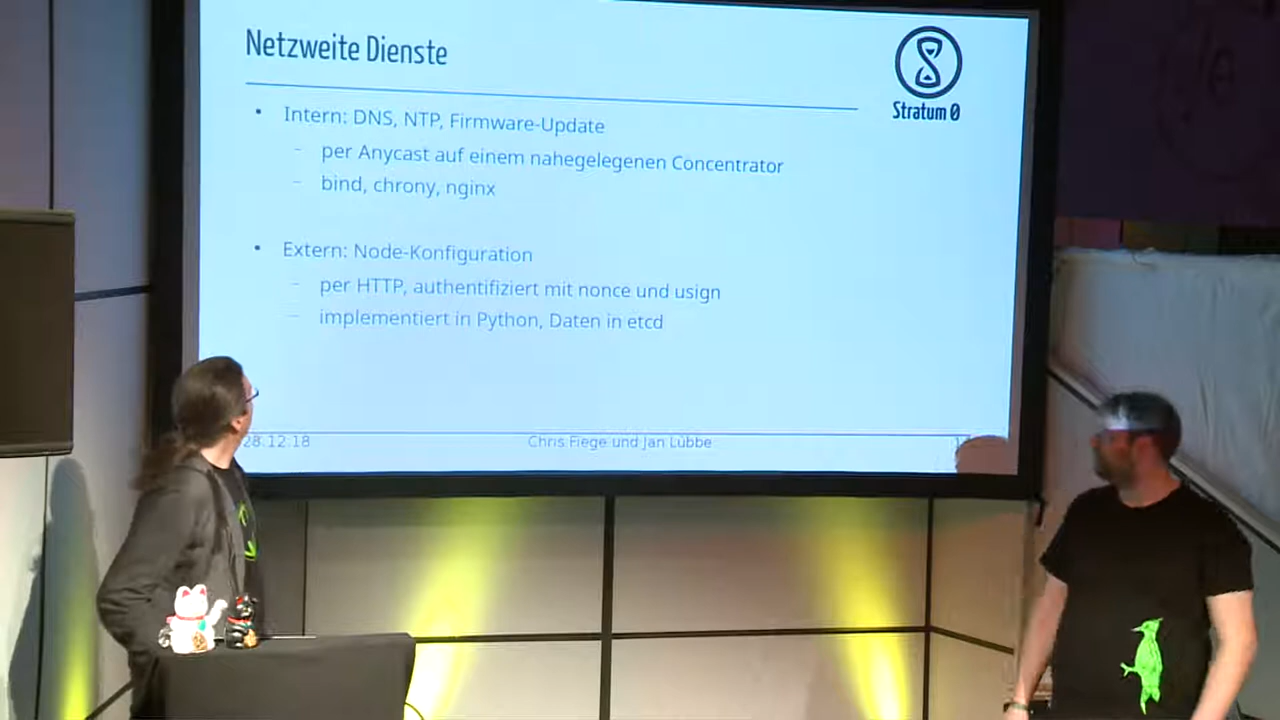 Netzweite Dienste
Stratum 0
• Intern: DNS, NTP, Firmware-Update
– per Anycast auf einem nahegelegenen Concentrator
– bind, chrony, nginx
• Extern: Node-Konfiguration
– per HTTP, authentifiziert mit nonce und usign
– implementiert in Python, Daten in etcd
28.12.18
Chris Fiege und Jan Lübbe